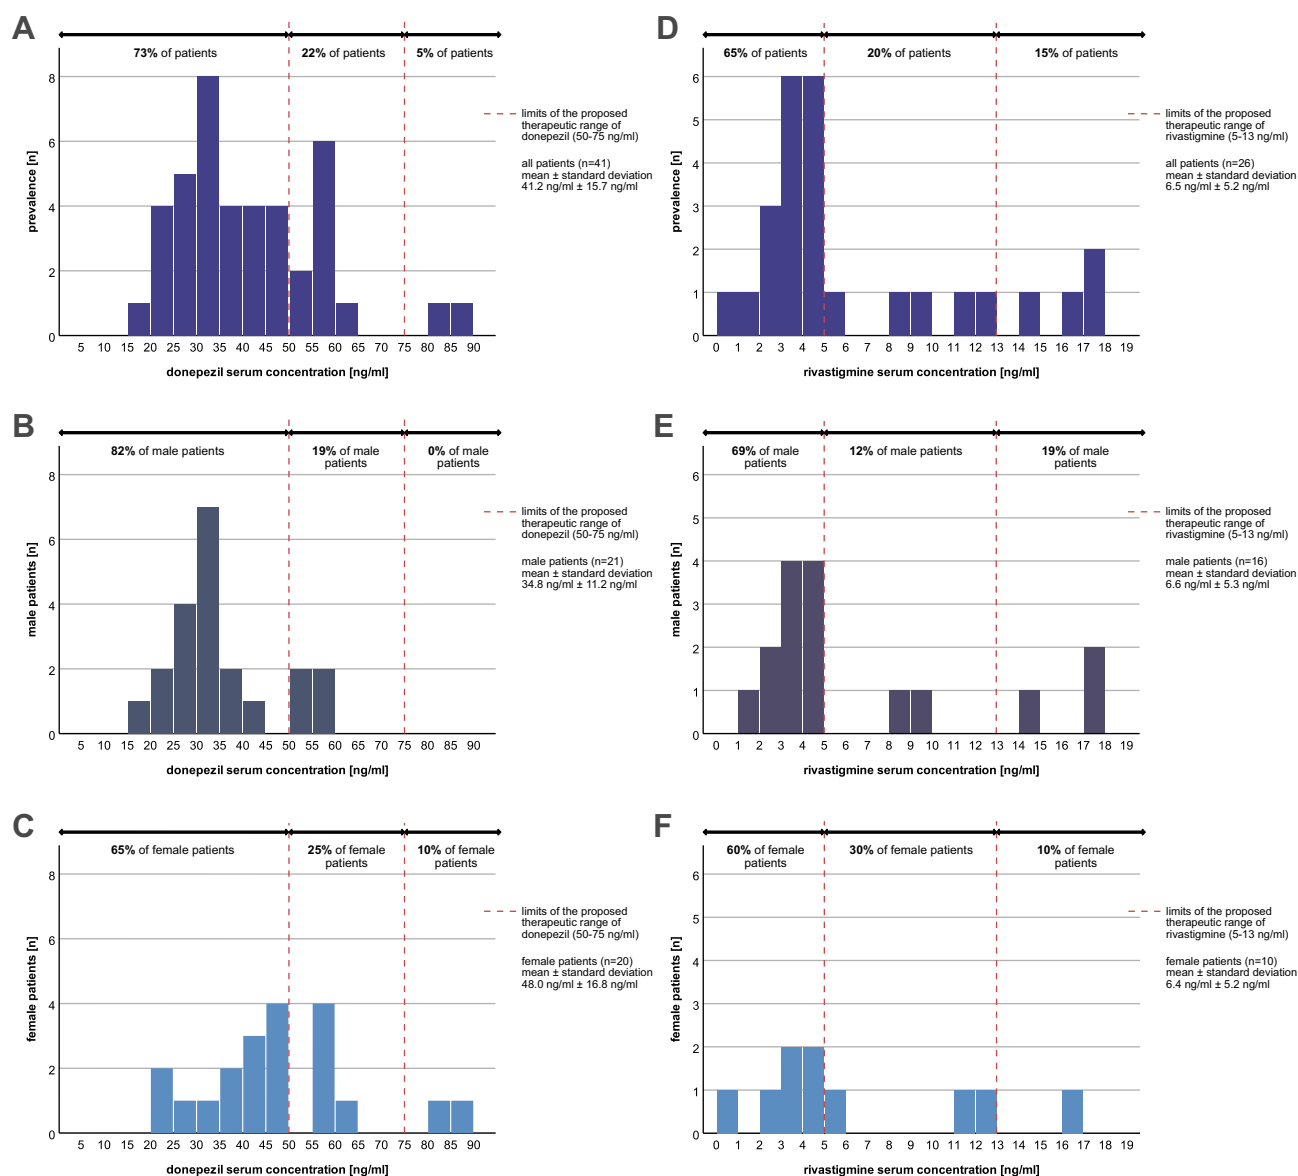 A
73% of patients
22% of patients
5% of patients
8
6
4
2
0
prevalence [n]
5 10 15 20 25 30 35 40 45 50 55 60 65 70 75 80 85 90
donepezil serum concentration [ng/ml]
limits of the proposed
therapeutic range of
donepezil (50-75 ng/ml)
all patients (n=41)
mean ± standard deviation
41.2 ng/ml ± 15.7 ng/ml
D
65% of patients
20% of patients
15% of patients
6
5
4
3
2
1
0
prevalence [n]
0 1 2 3 4 5 6 7 8 9 10 11 12 13 14 15 16 17 18 19
rivastigmine serum concentration [ng/ml]
limits of the proposed
therapeutic range of
rivastigmine (5-13 ng/ml)
all patients (n=26)
mean ± standard deviation
6.5 ng/ml ± 5.2 ng/ml
B
82% of male patients
19% of male
patients
0% of male
patients
8
6
4
2
0
male patients [n]
5 10 15 20 25 30 35 40 45 50 55 60 65 70 75 80 85 90
donepezil serum concentration [ng/ml]
limits of the proposed
therapeutic range of
donepezil (50-75 ng/ml)
male patients (n=21)
mean ± standard deviation
34.8 ng/ml ± 11.2 ng/ml
E
69% of male
patients
12% of male patients
19% of male
patients
6
5
4
3
2
1
0
male patients [n]
0 1 2 3 4 5 6 7 8 9 10 11 12 13 14 15 16 17 18 19
rivastigmine serum concentration [ng/ml]
limits of the proposed
therapeutic range of
rivastigmine (5-13 ng/ml)
male patients (n=16)
mean ± standard deviation
6.6 ng/ml ± 5.3 ng/ml
C
65% of female patients
25% of female
patients
10% of female
patients
8
6
4
2
0
female patients [n]
5 10 15 20 25 30 35 40 45 50 55 60 65 70 75 80 85 90
donepezil serum concentration [ng/ml]
limits of the proposed
therapeutic range of
donepezil (50-75 ng/ml)
female patients (n=20)
mean ± standard deviation
48.0 ng/ml ± 16.8 ng/ml
F
60% of female
patients
30% of female patients
10% of female
patients
6
5
4
3
2
1
0
female patients [n]
0 1 2 3 4 5 6 7 8 9 10 11 12 13 14 15 16 17 18 19
rivastigmine serum concentration [ng/ml]
limits of the proposed
therapeutic range of
rivastigmine (5-13 ng/ml)
female patients (n=10)
mean ± standard deviation
6.4 ng/ml ± 5.2 ng/ml